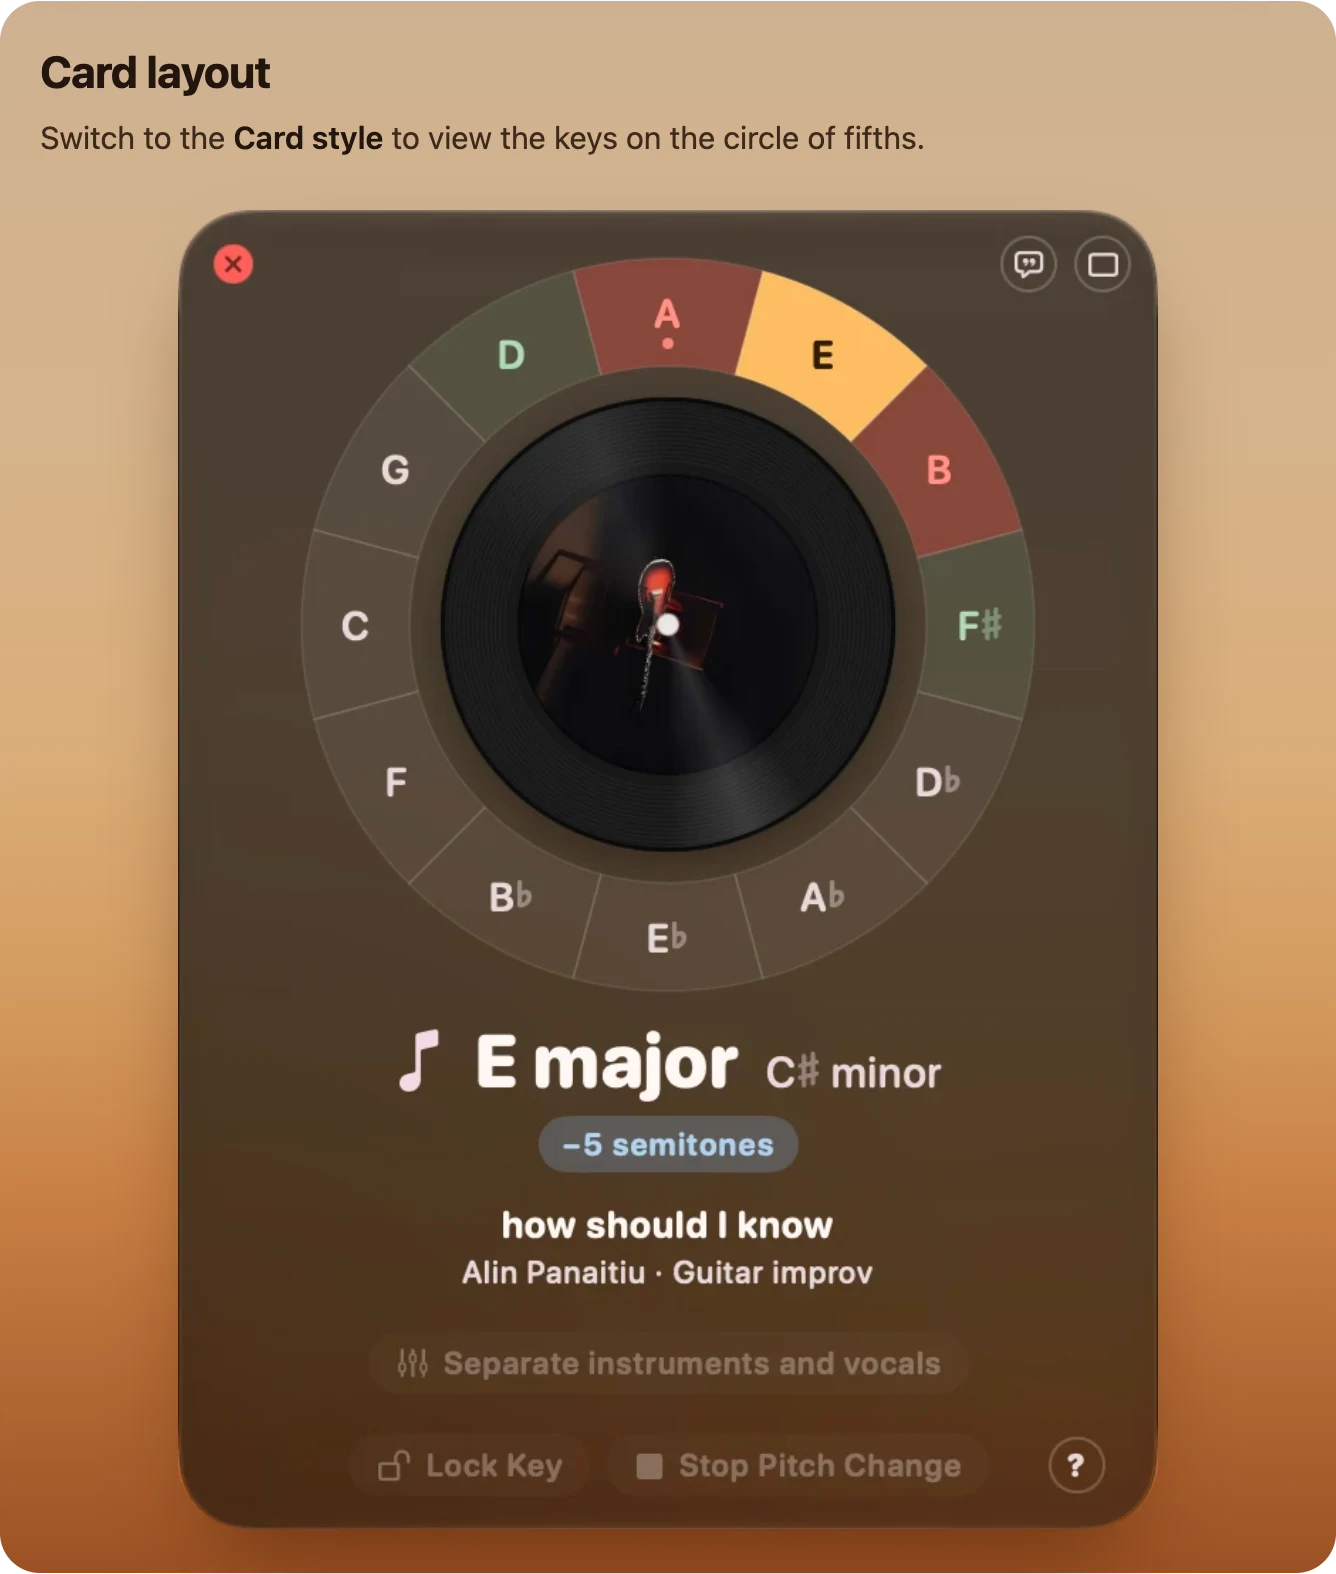 Card layout
Switch to the Card style to view the keys on the circle of fifths.
A
D
E
G
B
C
F♯
F
D♭
B♭
A♭
E♭
E major C♯ minor
–5 semitones
how should I know
Alin Panaitiu · Guitar improv
Separate instruments and vocals
Lock Key
Stop Pitch Change
?